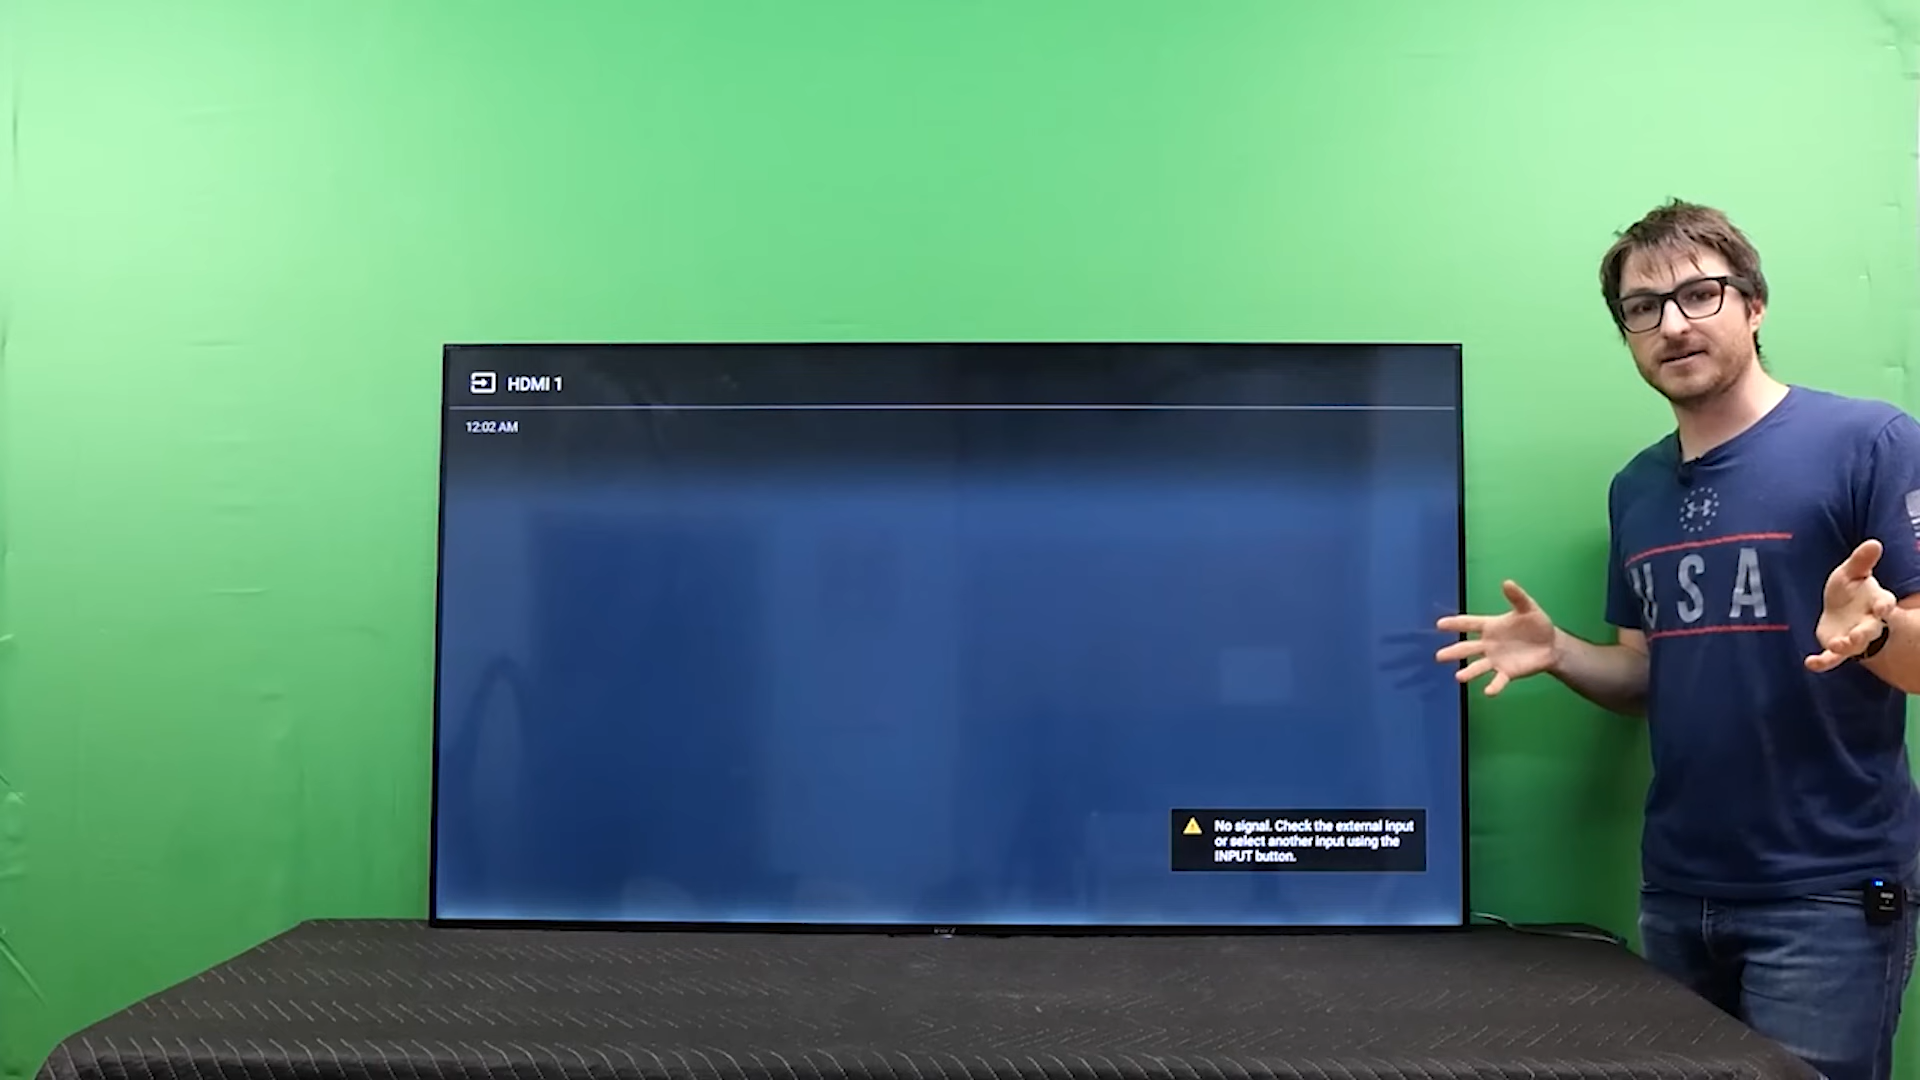 HDMI 1
12:02 AM
USA
No signal. Check the external input
or select another input using the
INPUT button.